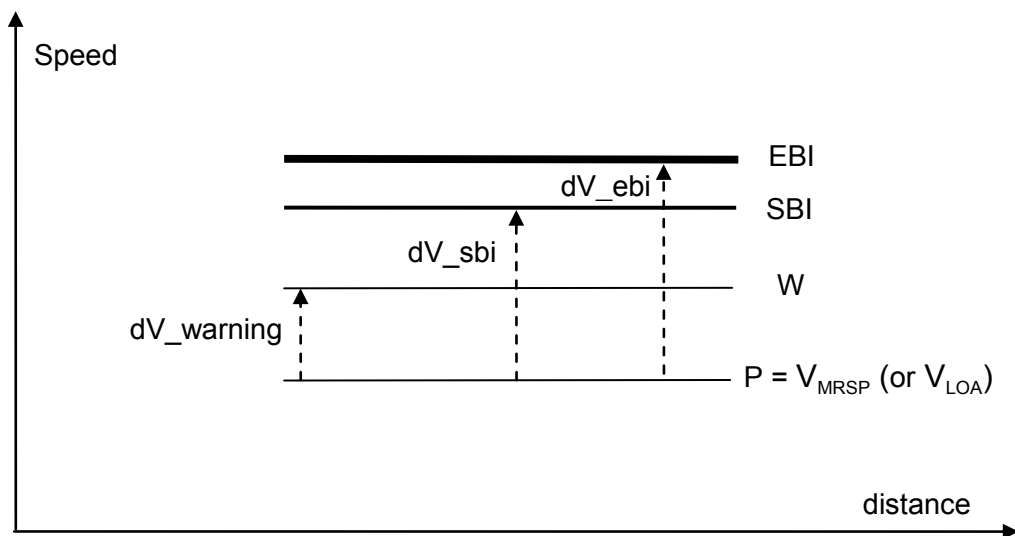 Speed
EBI
dV_ebi
SBI
dV_sbi
W
dV_warning
P = V_MRSP (or V_LOA)
distance